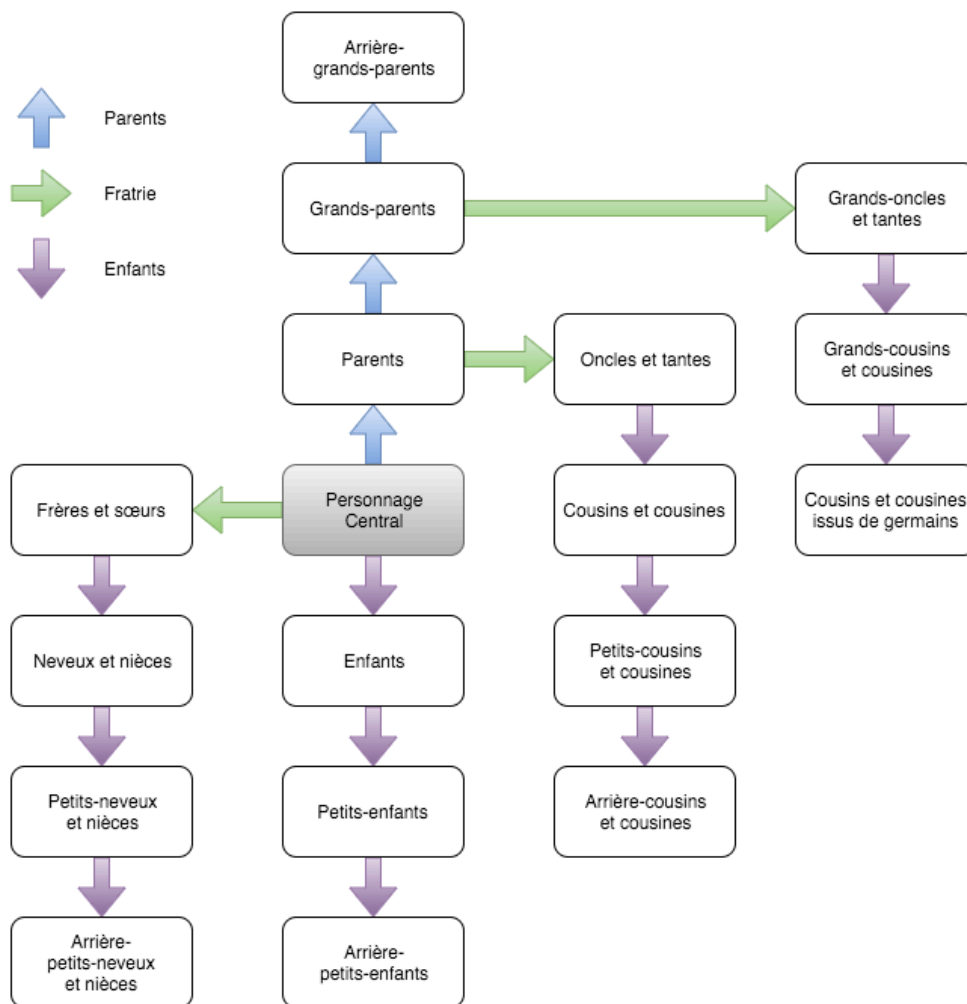 Arrière-
grands-parents
Parents
Fratrie
Enfants
Grands-parents
Grands-oncles
et tantes
Parents
Oncles et tantes
Grands-cousins
et cousines
Frères et sœurs
Personnage
Central
Cousins et cousines
Cousins et cousines
issus de germains
Neveux et nièces
Enfants
Petits-cousins
et cousines
Petits-neveux
et nièces
Petits-enfants
Arrière-cousins
et cousines
Arrière-
petits-neveux
et nièces
Arrière-
petits-enfants